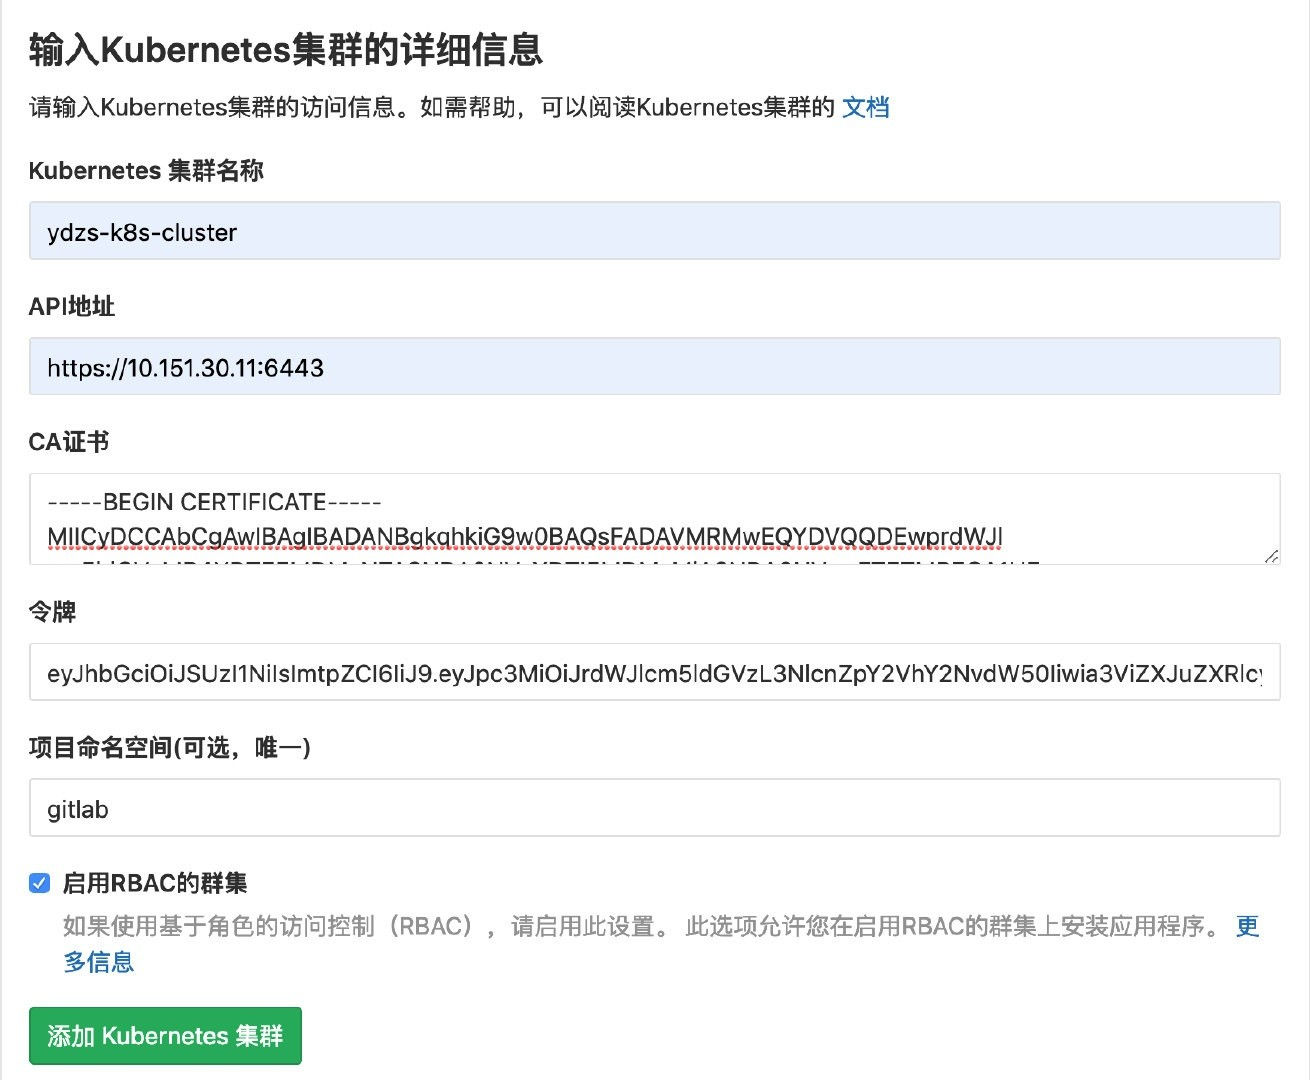 输入Kubernetes集群的详细信息
请输入Kubernetes集群的访问信息。如需帮助，可以阅读Kubernetes集群的 文档
Kubernetes 集群名称
ydzs-k8s-cluster
API地址
https://10.151.30.11:6443
CA证书
-----BEGIN CERTIFICATE-----
MIICyDCCAbCgAwIBAgIBADANBgkqhkiG9w0BAQsFADAVMRMwEQYDVQQDEwprdWJl
令牌
eyJhbGciOiJSUzI1NiIsImtpZCI6IiJ9.eyJpc3MiOiJrdWJlcm5ldGVzL3NlcnZpY2VhY2NvdW50Iiwia3ViZXJuZXRlcy
项目命名空间(可选，唯一)
gitlab
启用RBAC的群集
如果使用基于角色的访问控制（RBAC），请启用此设置。 此选项允许您在启用RBAC的群集上安装应用程序。 更
多信息
添加 Kubernetes 集群